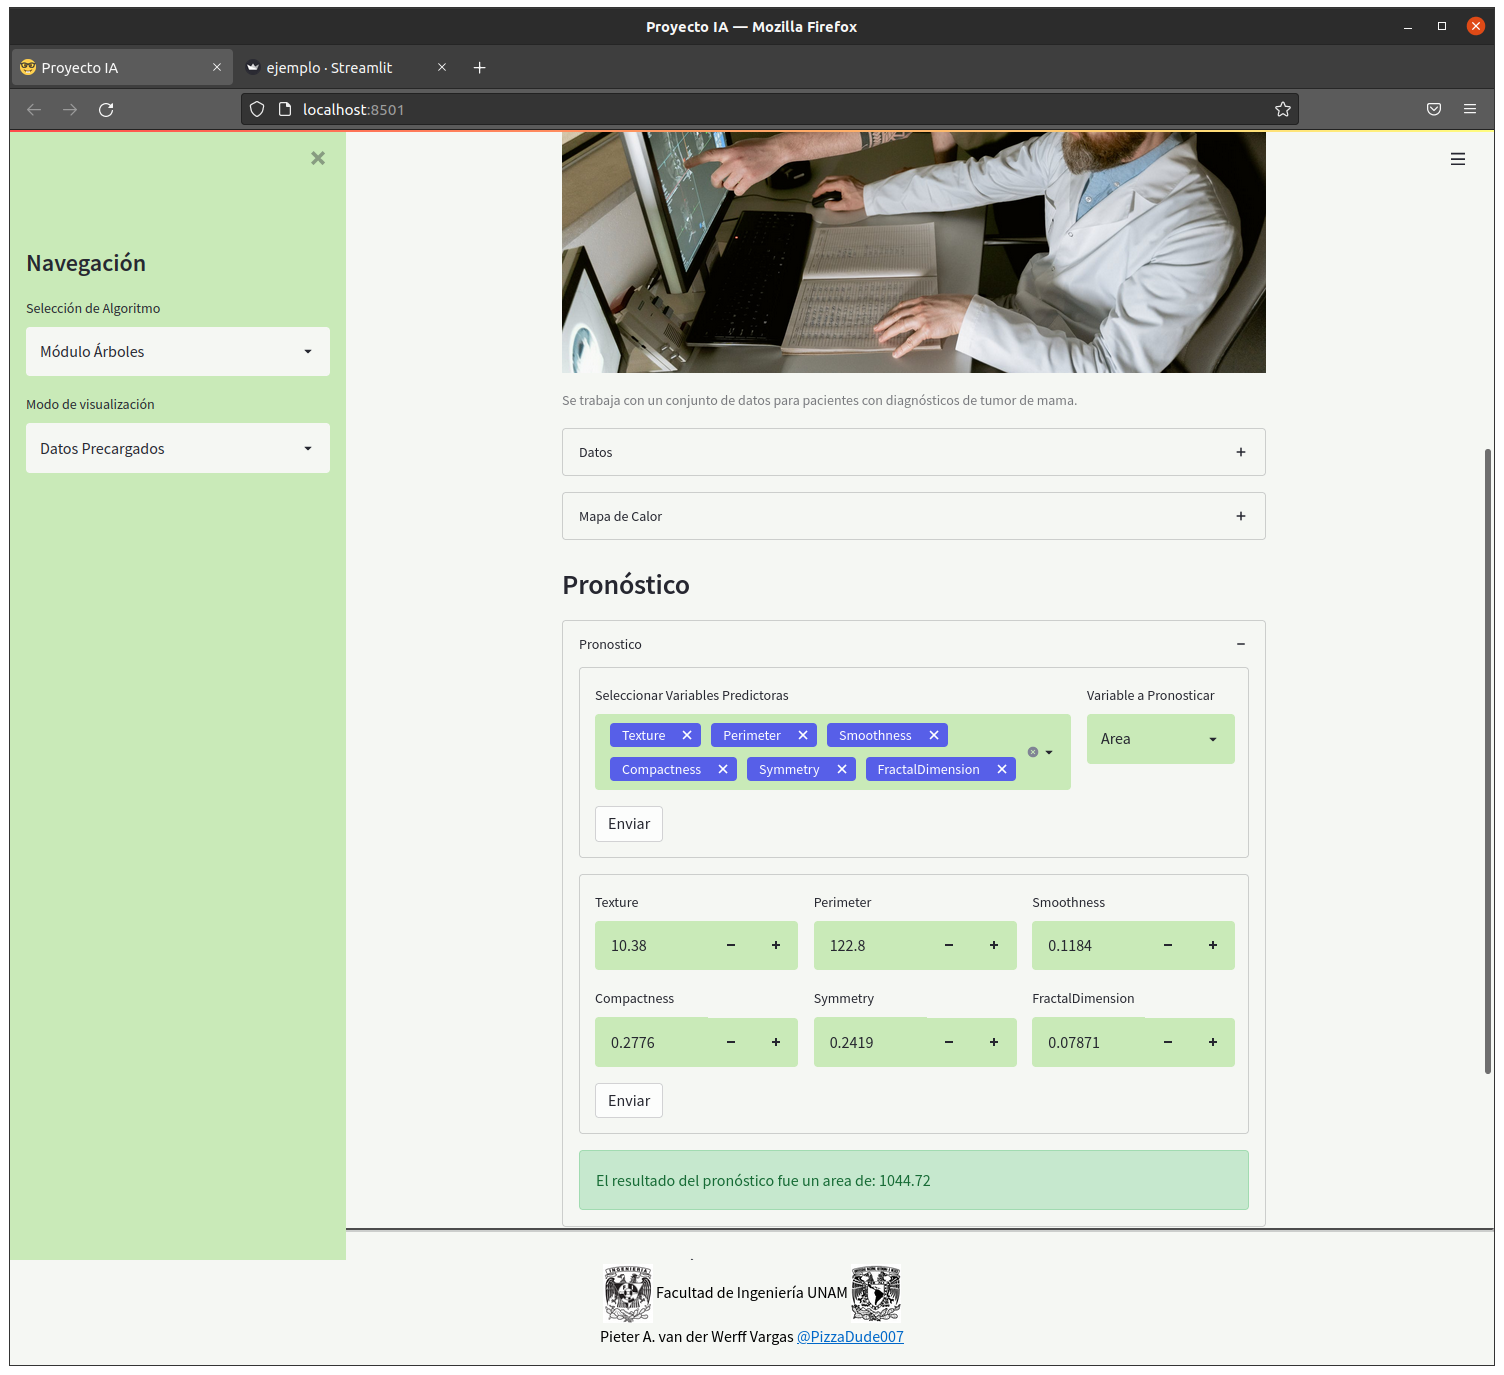 Proyecto IA — Mozilla Firefox
Proyecto IA
ejemplo · Streamlit
localhost:8501
Navegación
Selección de Algoritmo
Módulo Árboles
Modo de visualización
Datos Precargados
Se trabaja con un conjunto de datos para pacientes con diagnósticos de tumor de mama.
Datos
Mapa de Calor
Pronóstico
Pronostico
Seleccionar Variables Predictoras
Variable a Pronosticar
Texture
Perimeter
Smoothness
Area
Compactness
Symmetry
FractalDimension
Enviar
Texture
Perimeter
Smoothness
10.38
122.8
0.1184
Compactness
Symmetry
FractalDimension
0.2776
0.2419
0.07871
Enviar
El resultado del pronóstico fue un area de: 1044.72
INGENIERIA
Facultad de Ingeniería UNAM
Pieter A. van der Werff Vargas @PizzaDude007